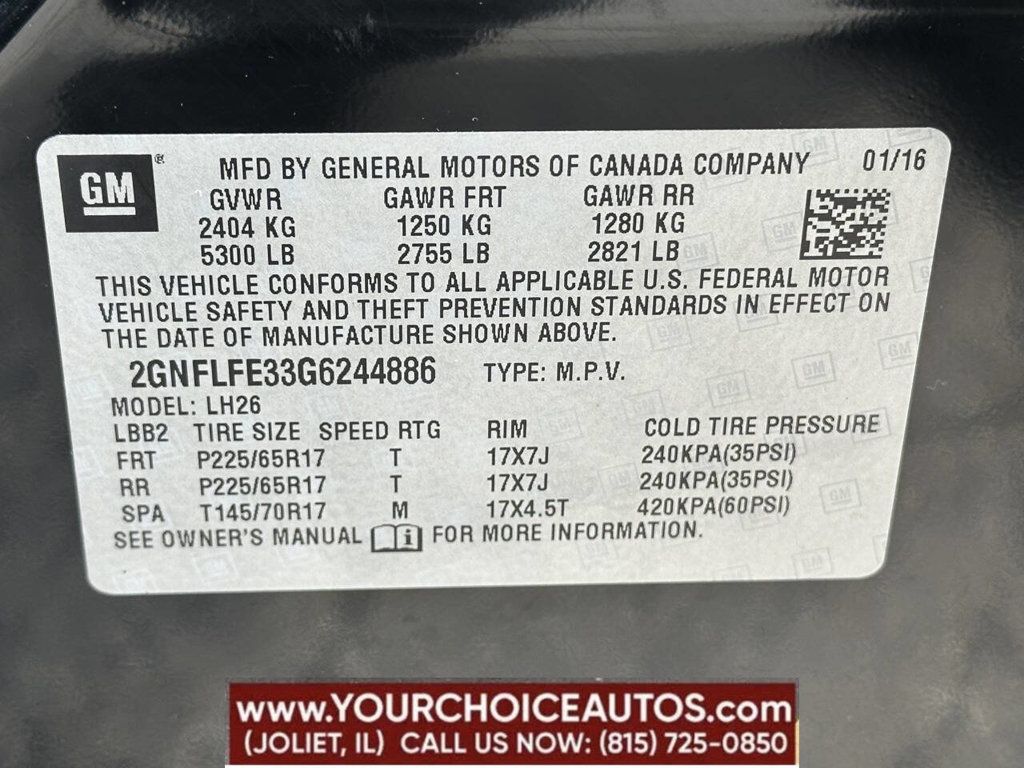 GM ® MFD BY GENERAL MOTORS OF CANADA COMPANY 01/16
GVWR GAWR FRT GAWR RR
2404 KG 1250 KG 1280 KG
5300 LB 2755 LB 2821 LB
THIS VEHICLE CONFORMS TO ALL APPLICABLE U.S. FEDERAL MOTOR
VEHICLE SAFETY AND THEFT PREVENTION STANDARDS IN EFFECT ON
THE DATE OF MANUFACTURE SHOWN ABOVE.
2GNFLFE33G6244886 TYPE: M.P.V.
MODEL: LH26
LBB2 TIRE SIZE SPEED RTG RIM COLD TIRE PRESSURE
FRT P225/65R17 T 17X7J 240KPA(35PSI)
RR P225/65R17 T 17X7J 240KPA(35PSI)
SPA T145/70R17 M 17X4.5T 420KPA(60PSI)
SEE OWNER'S MANUAL i FOR MORE INFORMATION.
www.YOURCHOICEAUTOS.com
(JOLIET, IL) CALL US NOW: (815) 725-0850